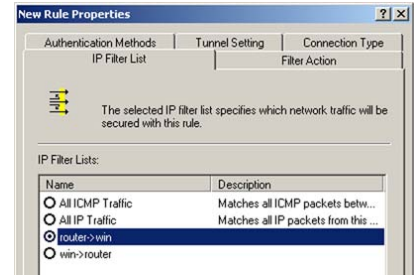 New Rule Properties
Authentication Methods Tunnel Setting Connection Type
IP Filter List Filter Action
The selected IP filter list specifies which network traffic will be
secured with this rule.
IP Filter Lists:
Name Description
All ICMP Traffic Matches all ICMP packets betw...
All IP Traffic Matches all IP packets from this ...
router->win
win->router